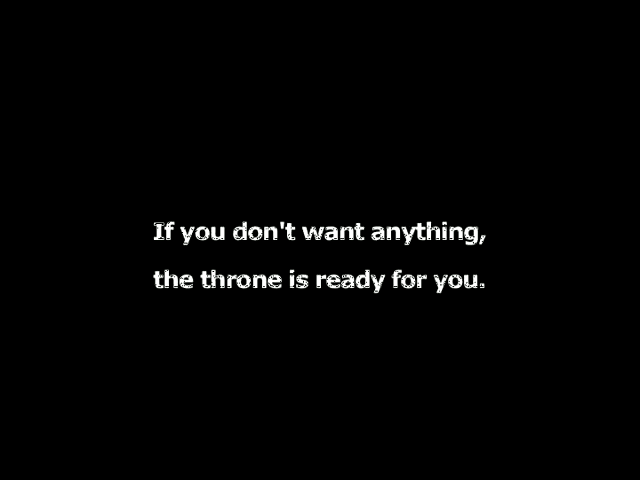 If you don't want anything,
the throne is ready for you.